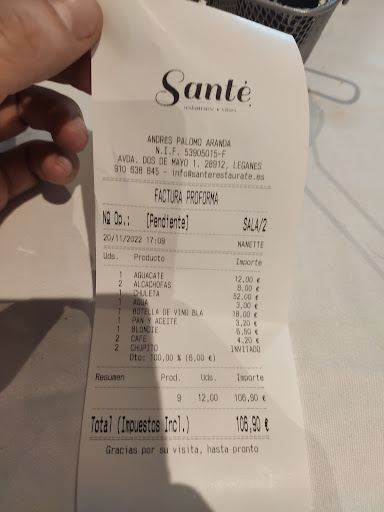 Santé
restaurante • vinos
ANDRES PALOMO ARANDA
N.I.F. 53905015-F
AVDA. DOS DE MAYO 1. 28912, LEGANES
910 638 845 - info@santerestaurate.es
FACTURA PROFORMA
Nº Op.: [Pendiente] SALA/2
20/11/2022 17:09 NANETTE
Uds. Producto Importe
1 AGUACATE 12,00 €
2 ALCACHOFAS 8,00 €
1 CHULETA 52,00 €
1 AGUA 3,00 €
1 BOTELLA DE VINO BLA 18,00 €
1 PAN Y ACEITE 3,20 €
1 BLONDIE 6,50 €
2 CAFE 4,20 €
2 CHUPITO INVITADO
Dto: 100,00 % (6,00 €)
Resumen Prod. Uds. Importe
9 12,00 106,90 €
Total (Impuestos Incl.) 106,90 €
Gracias por su visita, hasta pronto